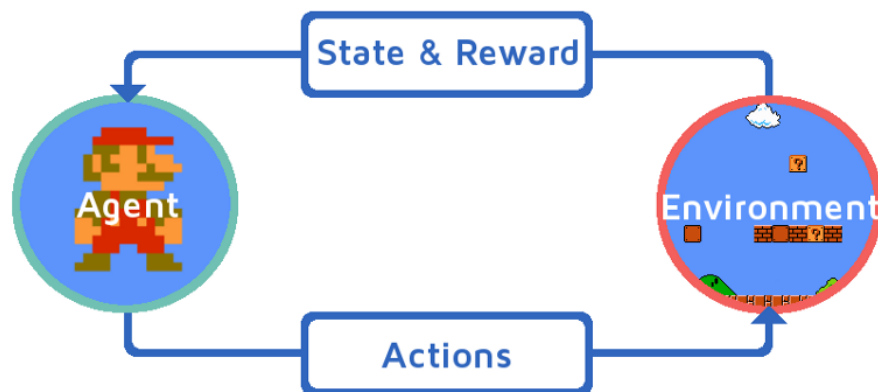 State & Reward
Agent
Environment
?
?
Actions